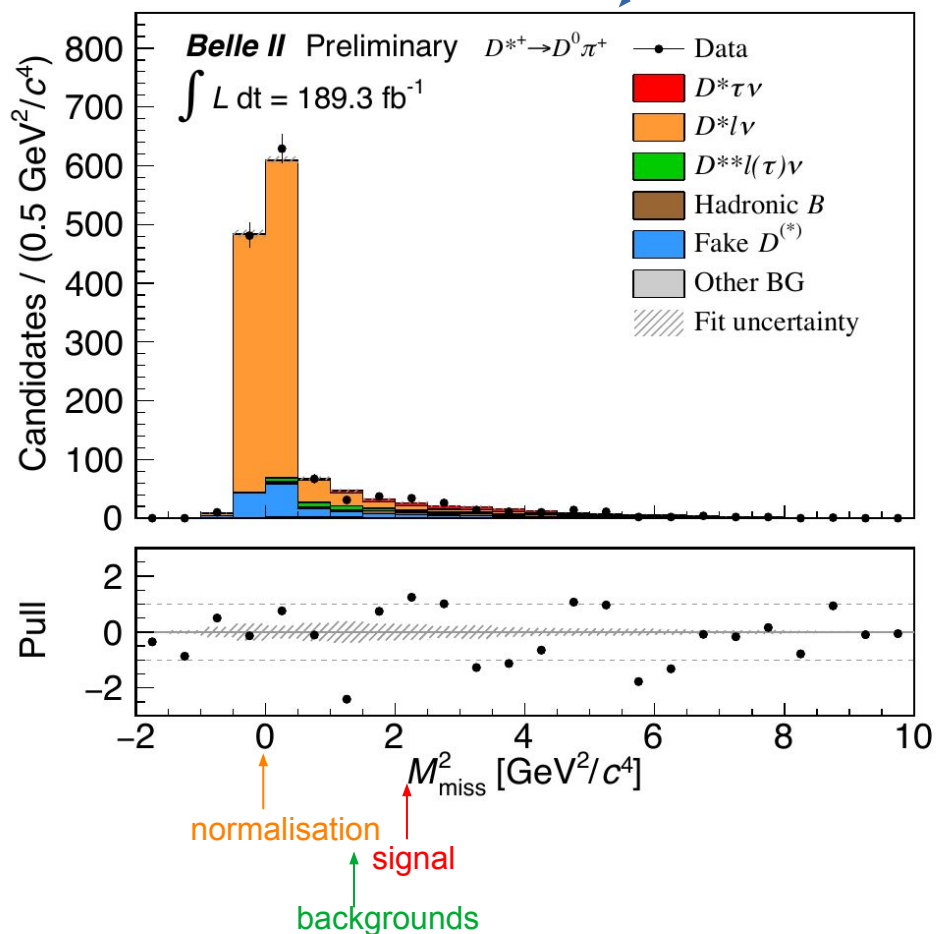 Belle II Preliminary D*+→D⁰π⁺
∫ L dt = 189.3 fb⁻¹
Data
D*τν
D*lν
D**l(τ)ν
Hadronic B
Fake D⁽*⁾
Other BG
Fit uncertainty
Candidates / (0.5 GeV²/c⁴)
800
700
600
500
400
300
200
100
0
Pull
2
0
−2
−2 0 2 4 6 8 10
M²miss [GeV²/c⁴]
normalisation
signal
backgrounds